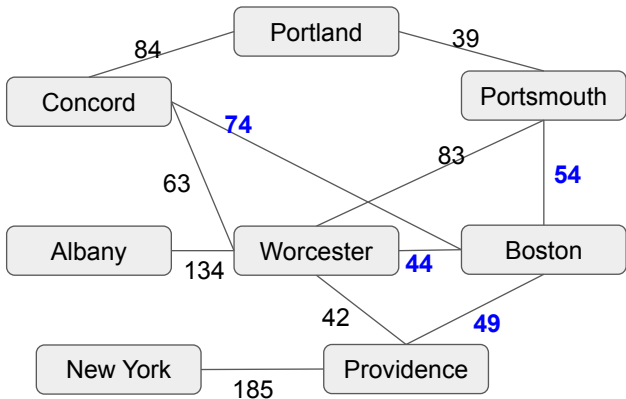 Portland
84
39
Concord
Portsmouth
74
83
63
54
Albany
Worcester
Boston
134
44
42
49
New York
Providence
185